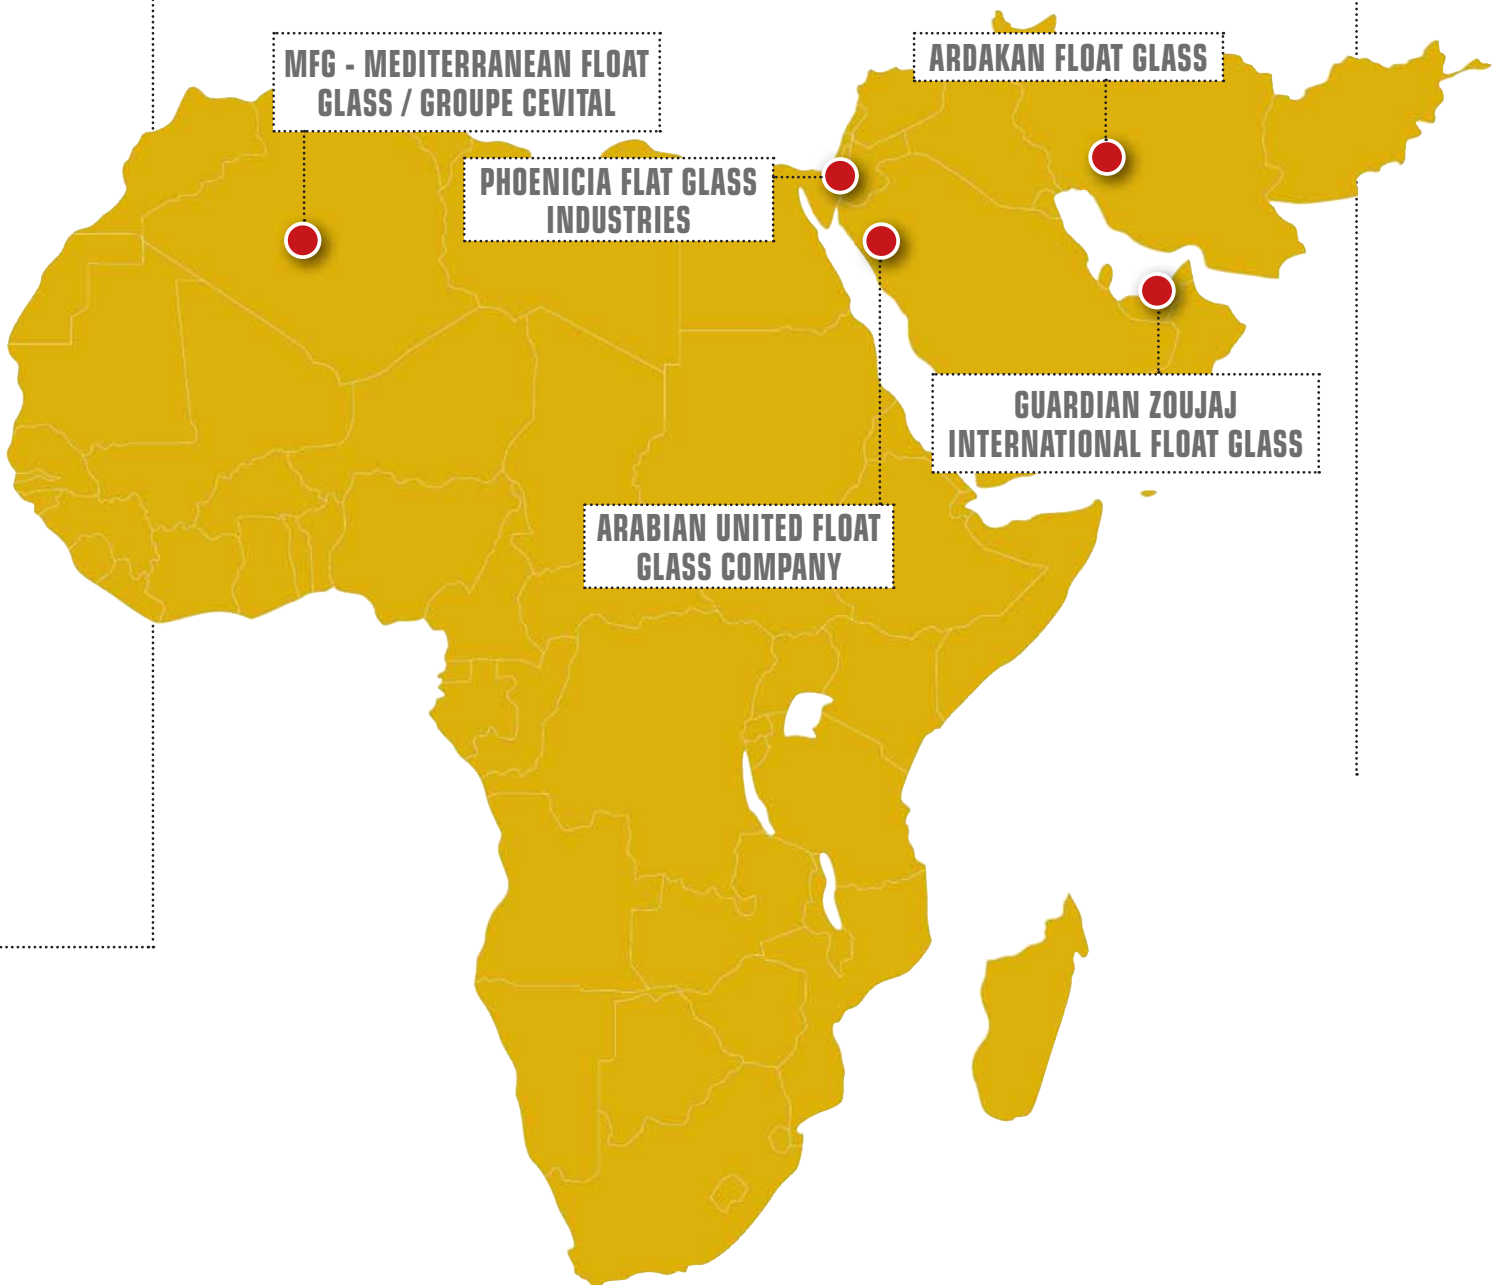 MFG - MEDITERRANEAN FLOAT
GLASS / GROUPE CEVITAL
ARDAKAN FLOAT GLASS
PHOENICIA FLAT GLASS
INDUSTRIES
GUARDIAN ZOUJAJ
INTERNATIONAL FLOAT GLASS
ARABIAN UNITED FLOAT
GLASS COMPANY